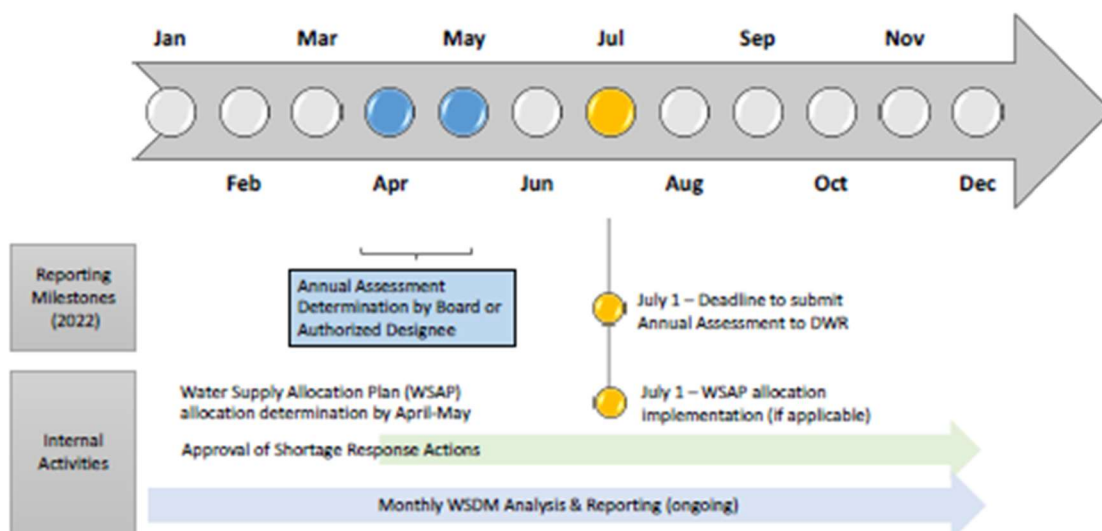 Jan Mar May Jul Sep Nov
Feb Apr Jun Aug Oct Dec
Reporting
Milestones
(2022)
Annual Assessment
Determination by Board or
Authorized Designee
July 1 – Deadline to submit
Annual Assessment to DWR
Internal
Activities
Water Supply Allocation Plan (WSAP)
allocation determination by April-May
July 1 – WSAP allocation
implementation (if applicable)
Approval of Shortage Response Actions
Monthly WSDM Analysis & Reporting (ongoing)